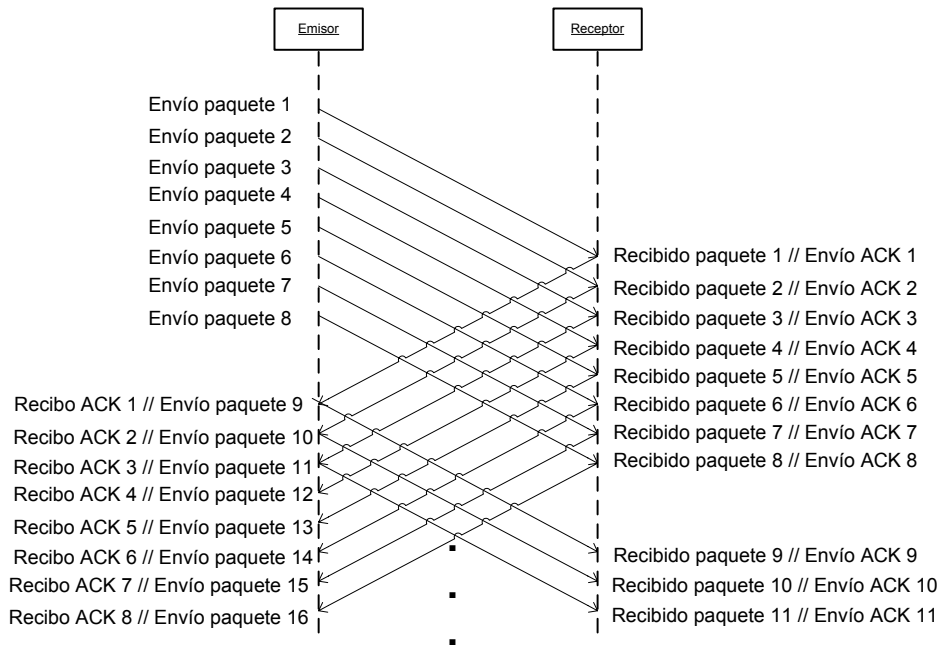 Emisor
Receptor
Envío paquete 1
Envío paquete 2
Envío paquete 3
Envío paquete 4
Envío paquete 5
Envío paquete 6
Envío paquete 7
Envío paquete 8
Recibido paquete 1 // Envío ACK 1
Recibido paquete 2 // Envío ACK 2
Recibido paquete 3 // Envío ACK 3
Recibido paquete 4 // Envío ACK 4
Recibido paquete 5 // Envío ACK 5
Recibido paquete 6 // Envío ACK 6
Recibido paquete 7 // Envío ACK 7
Recibido paquete 8 // Envío ACK 8
Recibo ACK 1 // Envío paquete 9
Recibo ACK 2 // Envío paquete 10
Recibo ACK 3 // Envío paquete 11
Recibo ACK 4 // Envío paquete 12
Recibo ACK 5 // Envío paquete 13
Recibo ACK 6 // Envío paquete 14
Recibo ACK 7 // Envío paquete 15
Recibo ACK 8 // Envío paquete 16
Recibido paquete 9 // Envío ACK 9
Recibido paquete 10 // Envío ACK 10
Recibido paquete 11 // Envío ACK 11